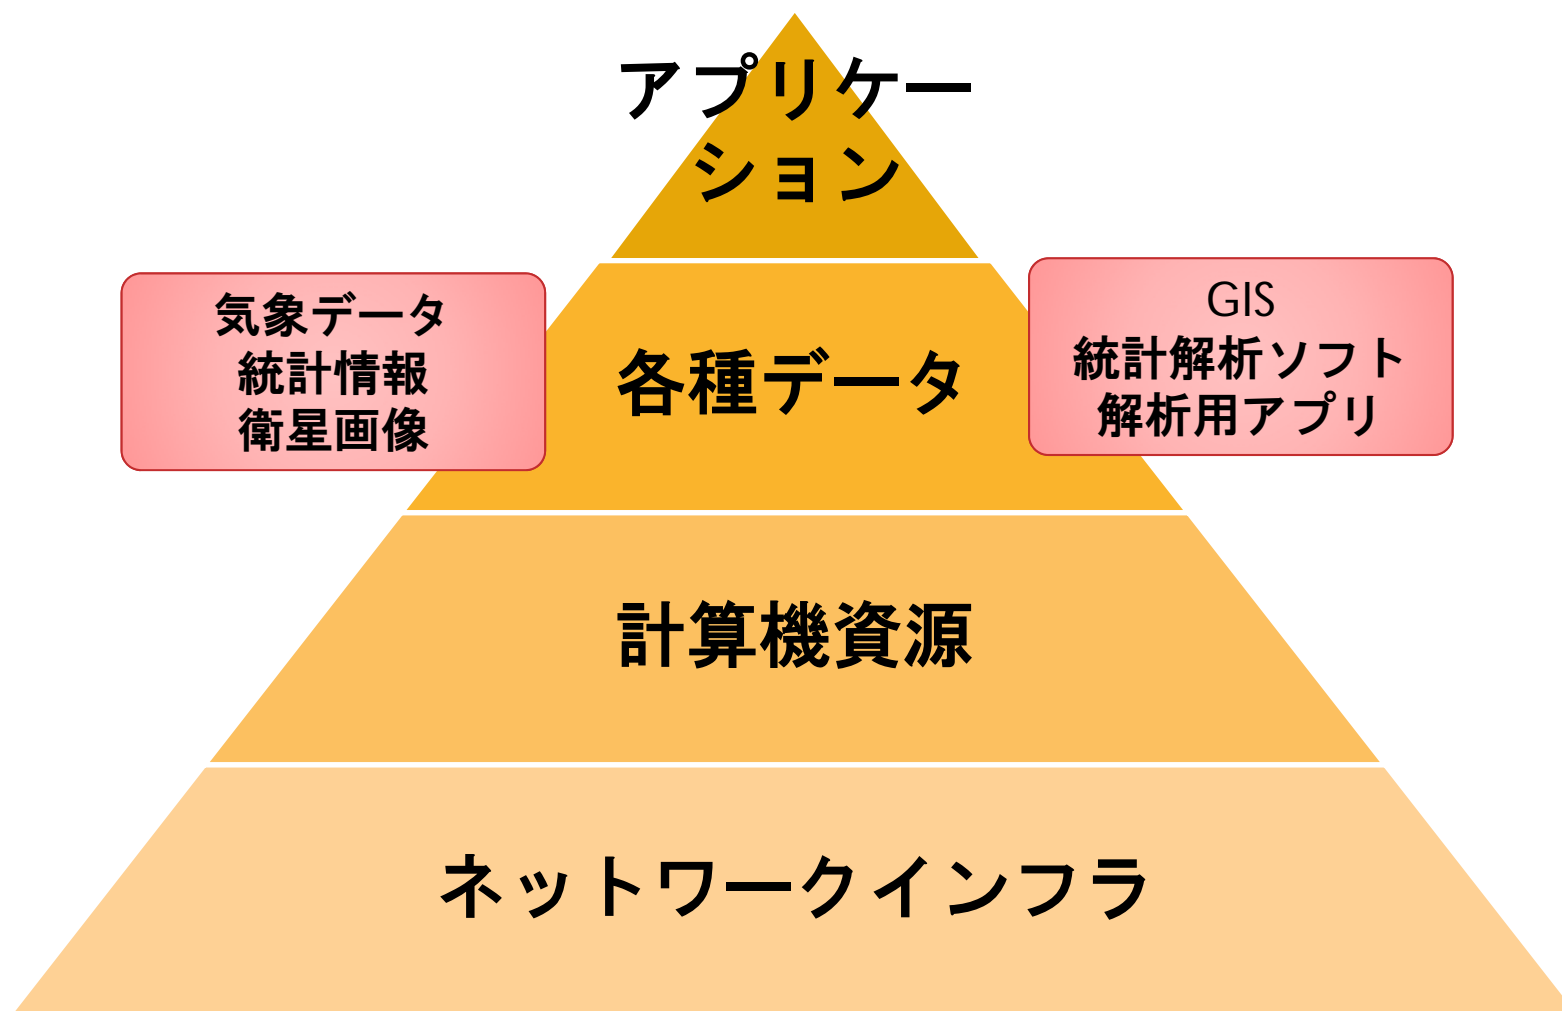 アプリケー
ション
気象データ
統計情報
衛星画像
各種データ
GIS
統計解析ソフト
解析用アプリ
計算機資源
ネットワークインフラ